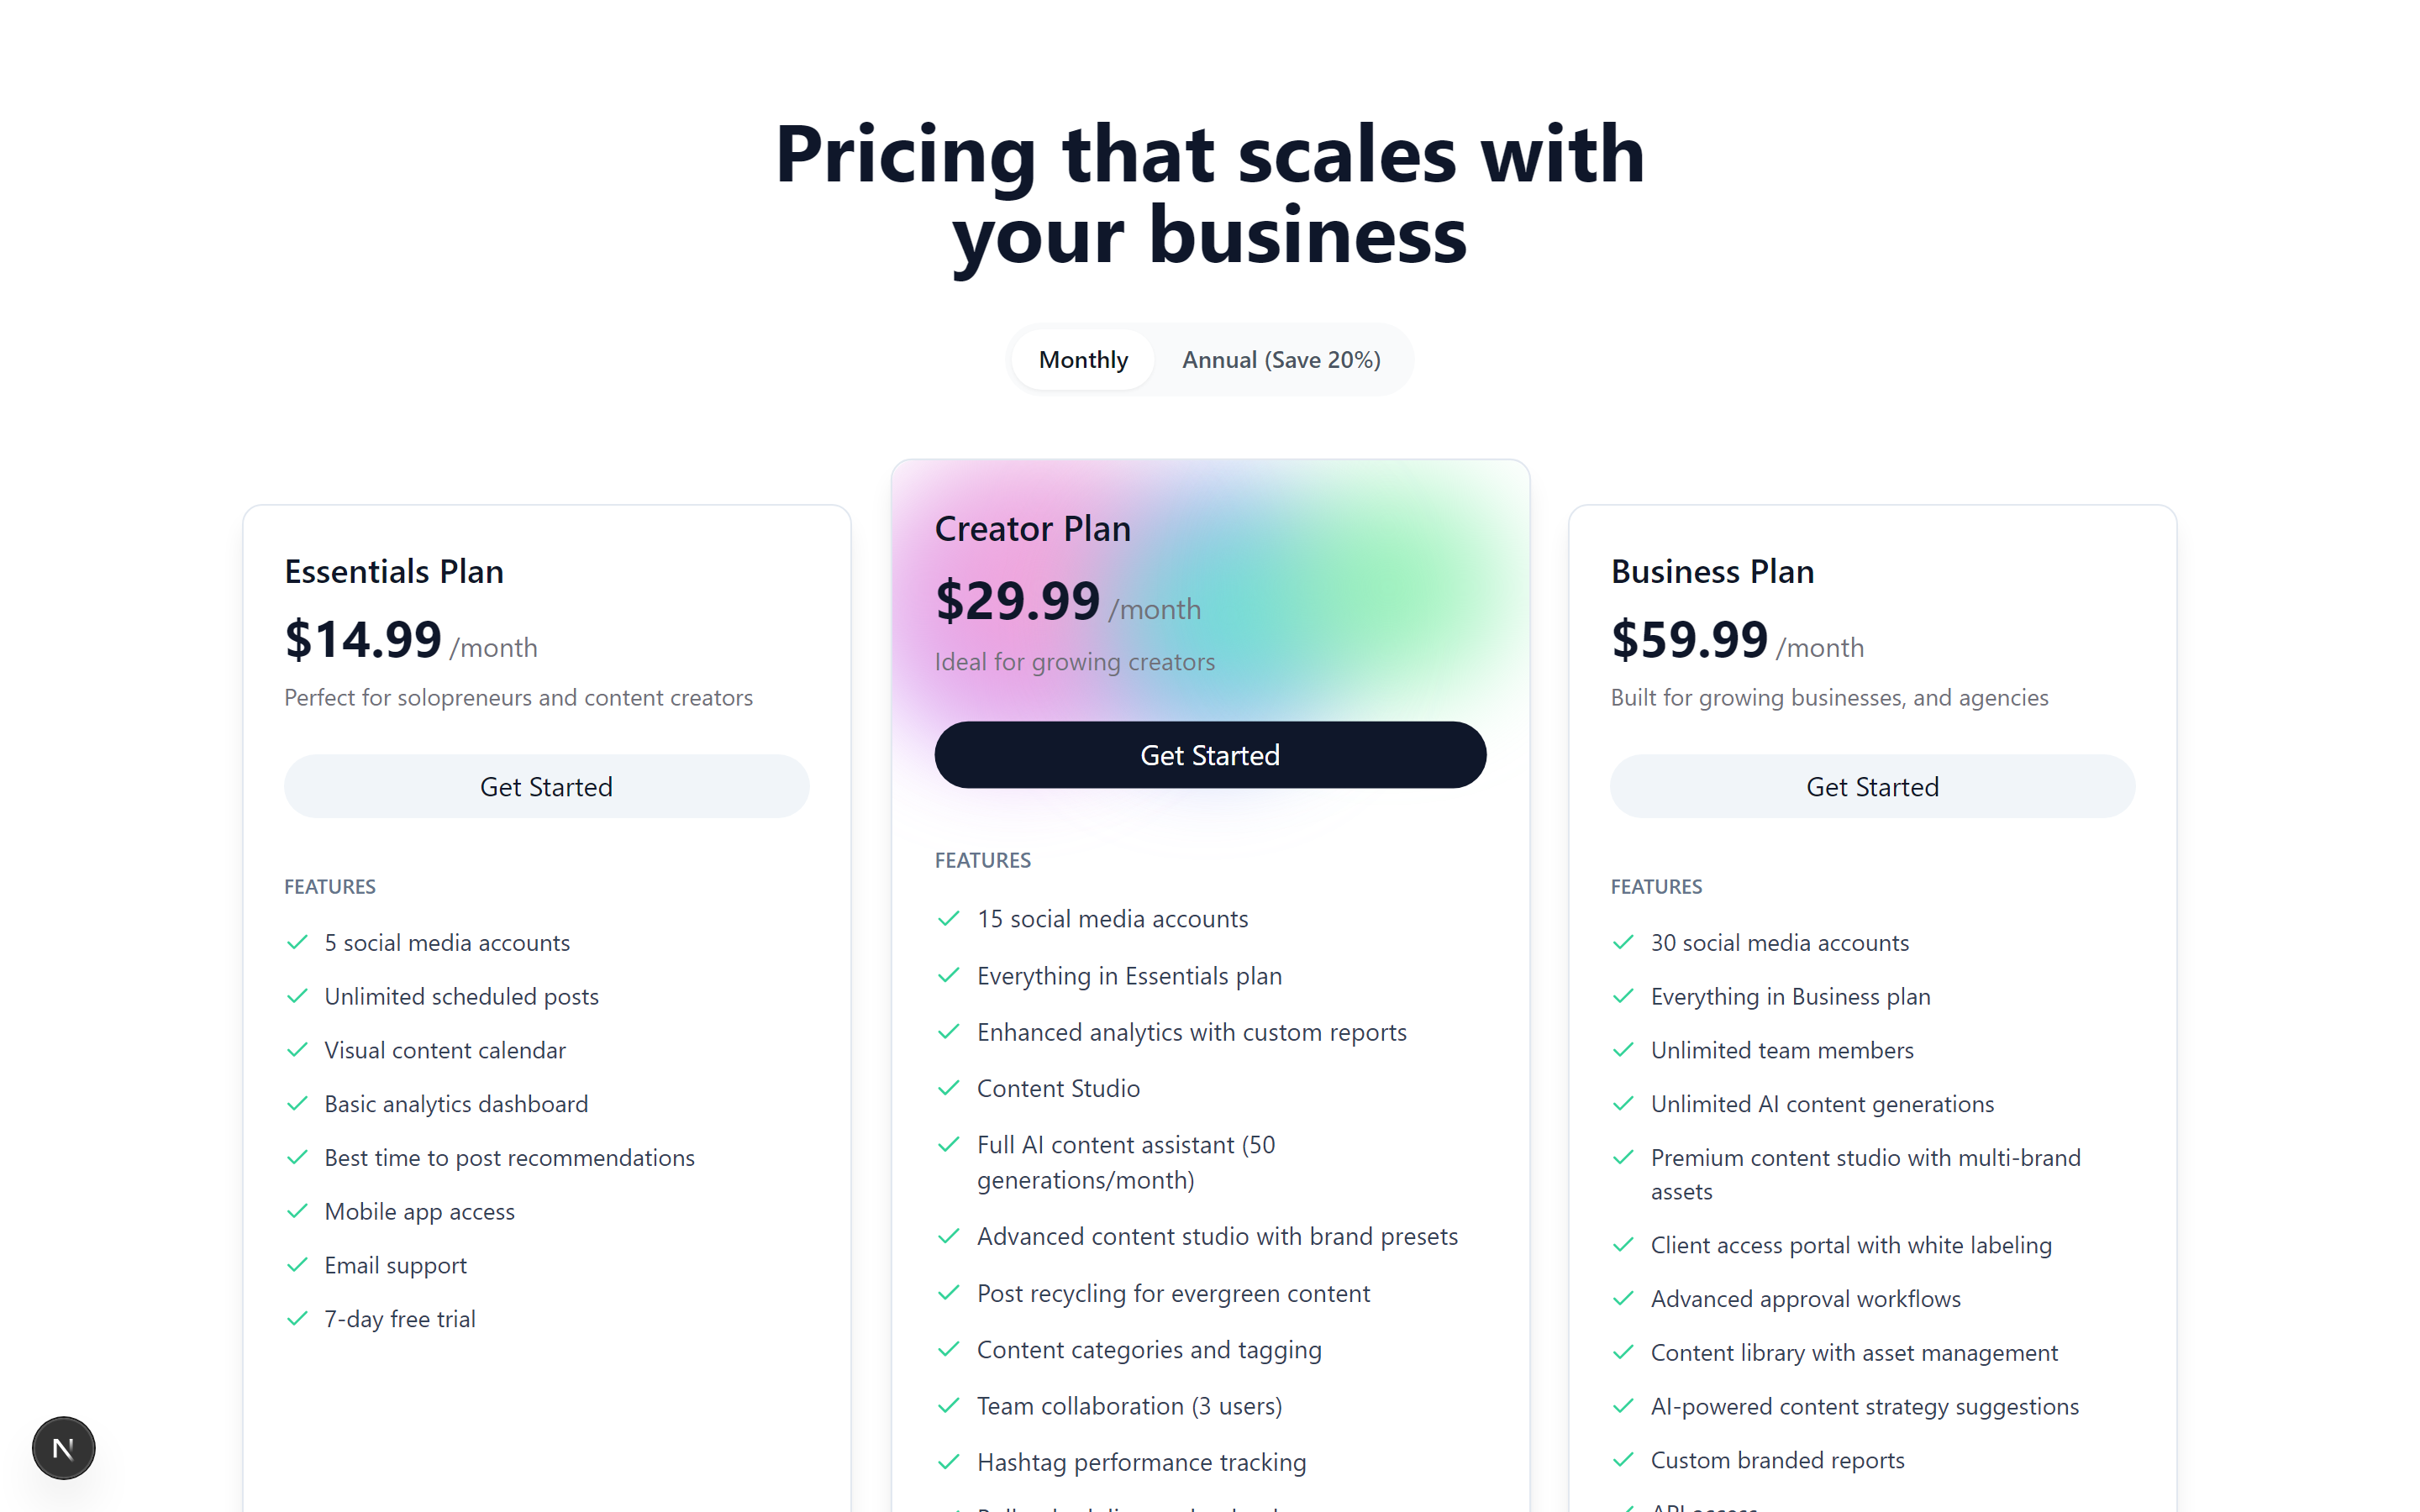 Pricing that scales with
your business
Monthly
Annual (Save 20%)
Essentials Plan
$14.99 /month
Perfect for solopreneurs and content creators
Get Started
FEATURES
5 social media accounts
Unlimited scheduled posts
Visual content calendar
Basic analytics dashboard
Best time to post recommendations
Mobile app access
Email support
7-day free trial
Creator Plan
$29.99 /month
Ideal for growing creators
Get Started
FEATURES
15 social media accounts
Everything in Essentials plan
Enhanced analytics with custom reports
Content Studio
Full AI content assistant (50
generations/month)
Advanced content studio with brand presets
Post recycling for evergreen content
Content categories and tagging
Team collaboration (3 users)
Hashtag performance tracking
Business Plan
$59.99 /month
Built for growing businesses, and agencies
Get Started
FEATURES
30 social media accounts
Everything in Business plan
Unlimited team members
Unlimited AI content generations
Premium content studio with multi-brand
assets
Client access portal with white labeling
Advanced approval workflows
Content library with asset management
AI-powered content strategy suggestions
Custom branded reports
N